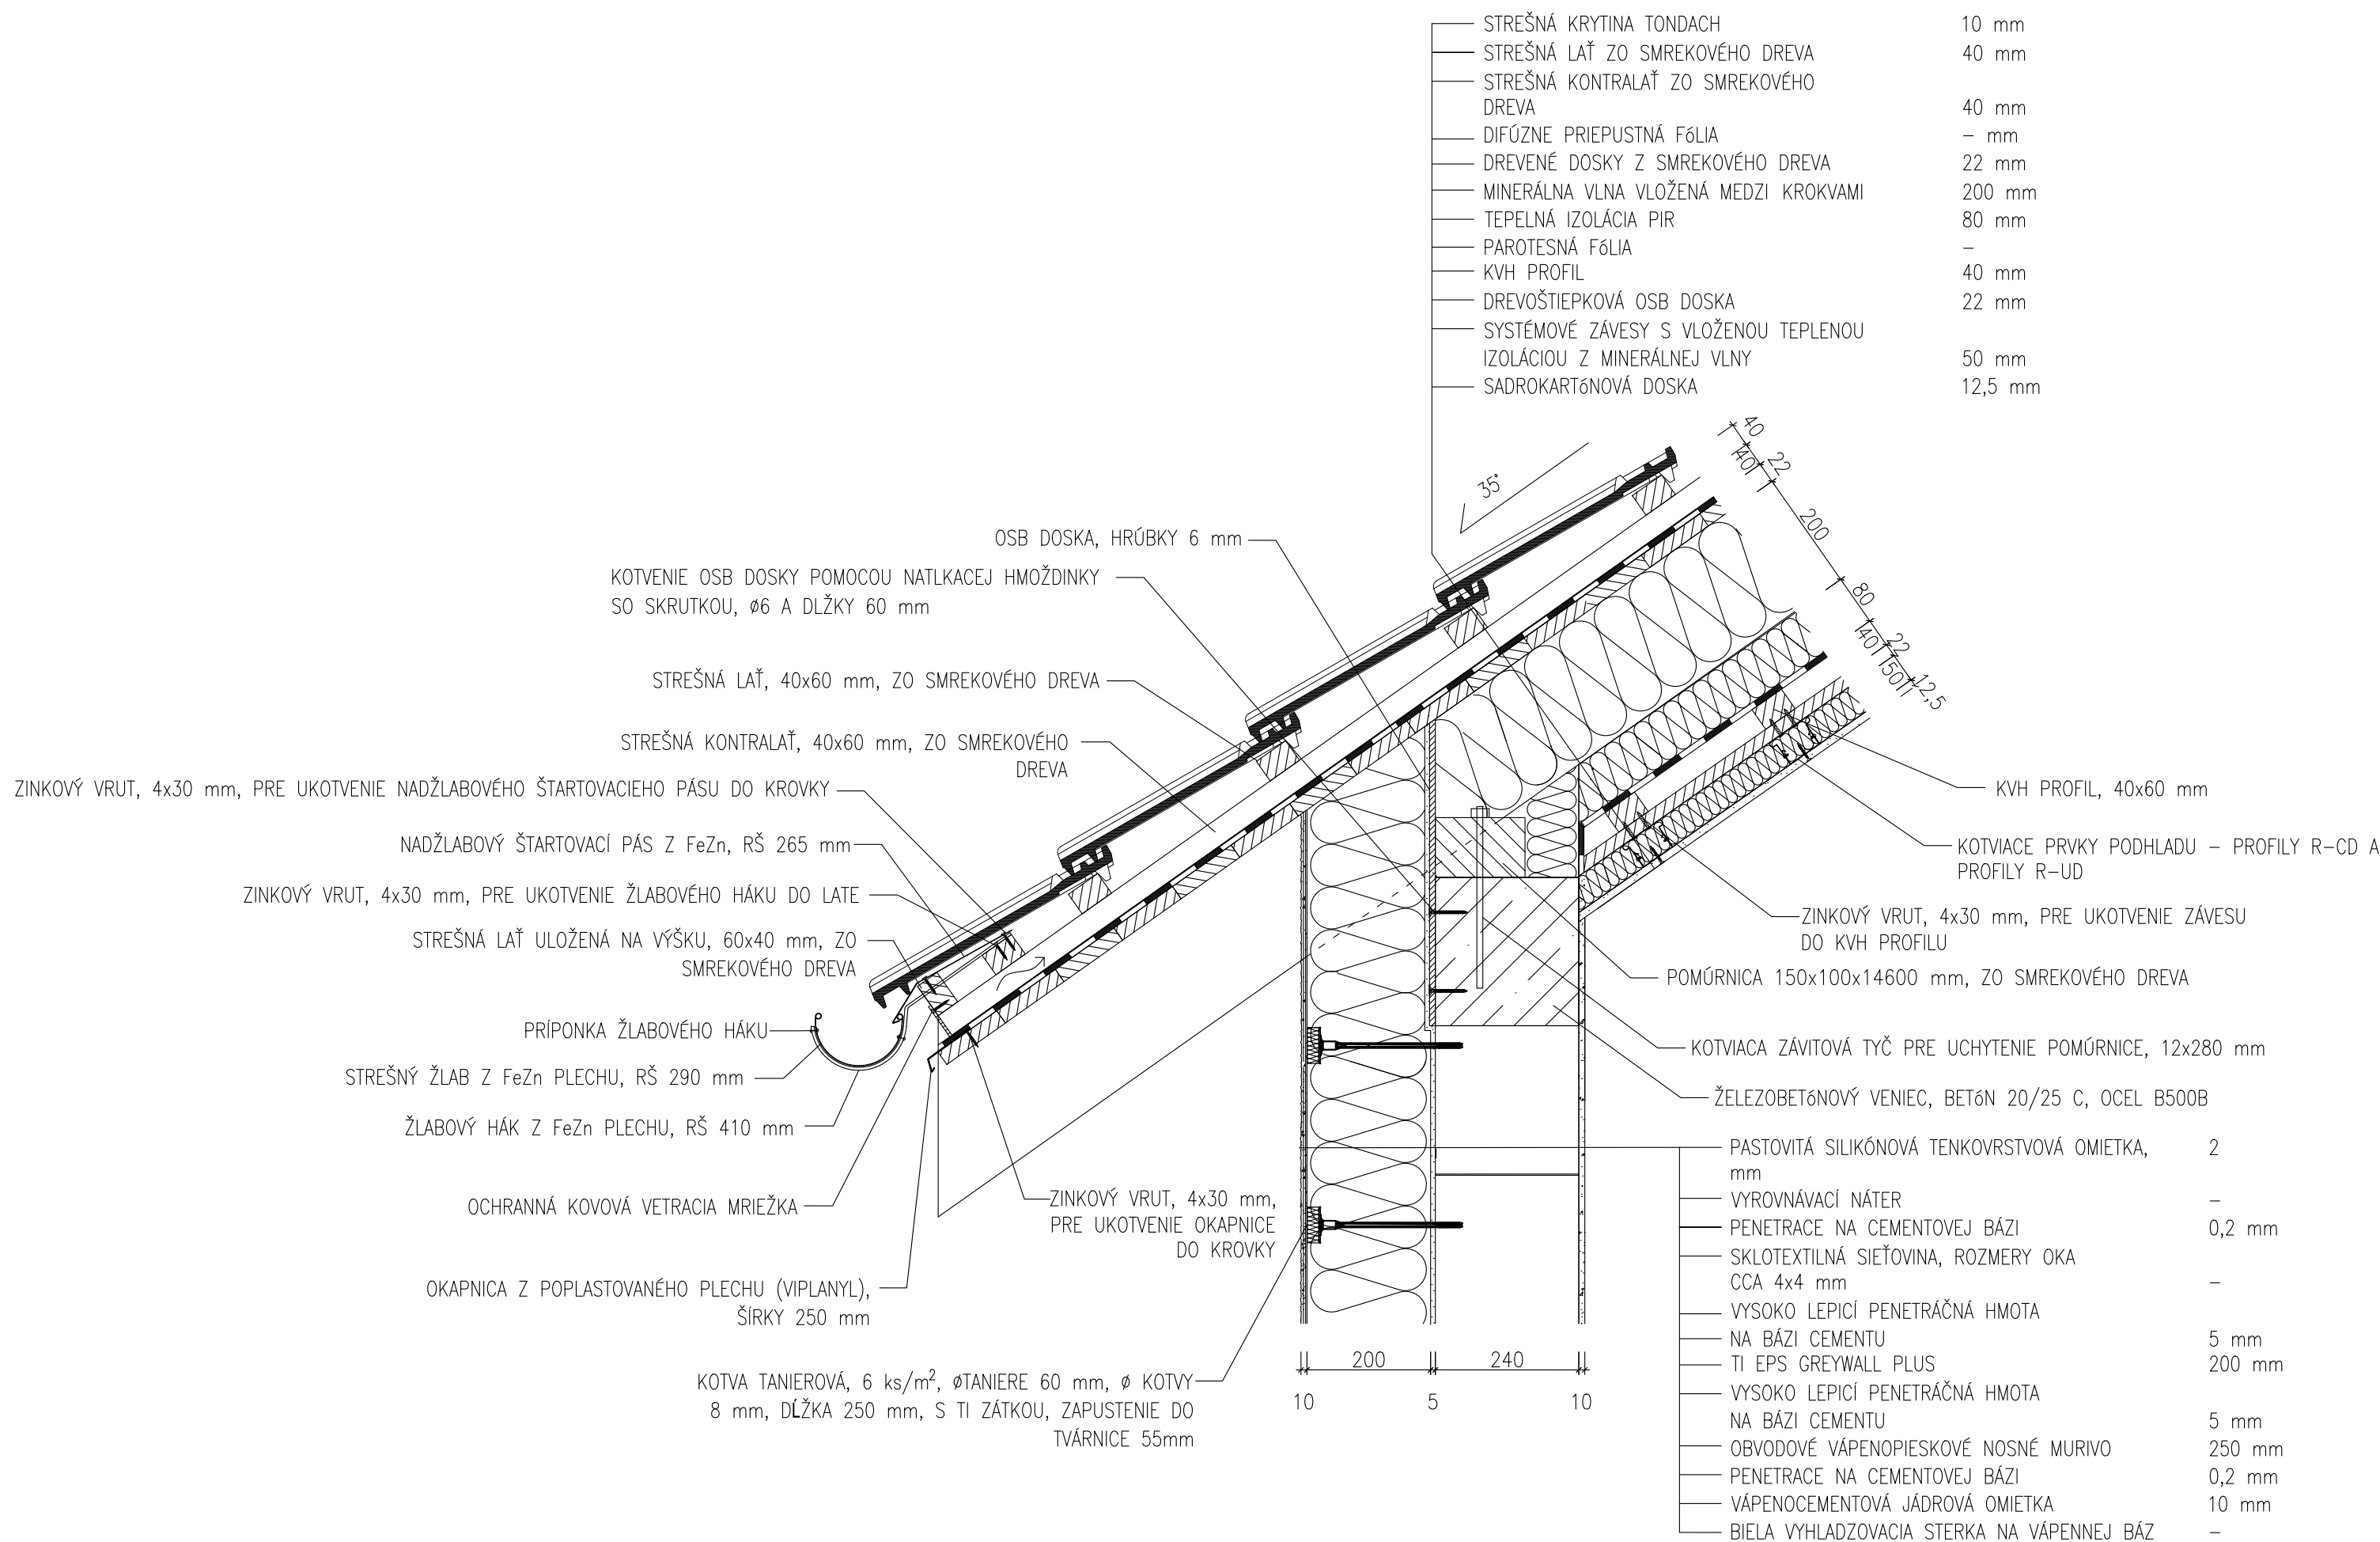 STREŠNÁ KRYTINA TONDACH 10 mm
STREŠNÁ LAŤ ZO SMREKOVÉHO DREVA 40 mm
STREŠNÁ KONTRALAŤ ZO SMREKOVÉHO
DREVA 40 mm
DIFÚZNE PRIEPUSTNÁ FóLIA – mm
DREVENÉ DOSKY Z SMREKOVÉHO DREVA 22 mm
MINERÁLNA VLNA VLOŽENÁ MEDZI KROKVAMI 200 mm
TEPELNÁ IZOLÁCIA PIR 80 mm
PAROTESNÁ FóLIA –
KVH PROFIL 40 mm
DREVOŠTIEPKOVÁ OSB DOSKA 22 mm
SYSTÉMOVÉ ZÁVESY S VLOŽENOU TEPLENOU
IZOLÁCIOU Z MINERÁLNEJ VLNY 50 mm
SADROKARTóNOVÁ DOSKA 12,5 mm
40
40
22
200
80
40
22
50
12,5
35°
OSB DOSKA, HRÚBKY 6 mm
KOTVENIE OSB DOSKY POMOCOU NATLKACEJ HMOŽDINKY
SO SKRUTKOU, ø6 A DLŽKY 60 mm
STREŠNÁ LAŤ, 40x60 mm, ZO SMREKOVÉHO DREVA
STREŠNÁ KONTRALAŤ, 40x60 mm, ZO SMREKOVÉHO
DREVA
ZINKOVÝ VRUT, 4x30 mm, PRE UKOTVENIE NADŽLABOVÉHO ŠTARTOVACIEHO PÁSU DO KROVKY
NADŽLABOVÝ ŠTARTOVACÍ PÁS Z FeZn, RŠ 265 mm
ZINKOVÝ VRUT, 4x30 mm, PRE UKOTVENIE ŽLABOVÉHO HÁKU DO LATE
STREŠNÁ LAŤ ULOŽENÁ NA VÝŠKU, 60x40 mm, ZO
SMREKOVÉHO DREVA
PRÍPONKA ŽLABOVÉHO HÁKU
STREŠNÝ ŽLAB Z FeZn PLECHU, RŠ 290 mm
ŽLABOVÝ HÁK Z FeZn PLECHU, RŠ 410 mm
OCHRANNÁ KOVOVÁ VETRACIA MRIEŽKA
OKAPNICA Z POPLASTOVANÉHO PLECHU (VIPLANYL),
ŠÍRKY 250 mm
ZINKOVÝ VRUT, 4x30 mm,
PRE UKOTVENIE OKAPNICE
DO KROVKY
KOTVA TANIEROVÁ, 6 ks/m², øTANIERE 60 mm, ø KOTVY
8 mm, DĹŽKA 250 mm, S TI ZÁTKOU, ZAPUSTENIE DO
TVÁRNICE 55mm
KVH PROFIL, 40x60 mm
KOTVIACE PRVKY PODHLADU – PROFILY R–CD A
PROFILY R–UD
ZINKOVÝ VRUT, 4x30 mm, PRE UKOTVENIE ZÁVESU
DO KVH PROFILU
POMÚRNICA 150x100x14600 mm, ZO SMREKOVÉHO DREVA
KOTVIACA ZÁVITOVÁ TYČ PRE UCHYTENIE POMÚRNICE, 12x280 mm
ŽELEZOBETóNOVÝ VENIEC, BETóN 20/25 C, OCEL B500B
PASTOVITÁ SILIKÓNOVÁ TENKOVRSTVOVÁ OMIETKA, 2
mm
VYROVNÁVACÍ NÁTER –
PENETRACE NA CEMENTOVEJ BÁZI 0,2 mm
SKLOTEXTILNÁ SIEŤOVINA, ROZMERY OKA
CCA 4x4 mm –
VYSOKO LEPICÍ PENETRÁČNÁ HMOTA
NA BÁZI CEMENTU 5 mm
TI EPS GREYWALL PLUS 200 mm
VYSOKO LEPICÍ PENETRÁČNÁ HMOTA
NA BÁZI CEMENTU 5 mm
OBVODOVÉ VÁPENOPIESKOVÉ NOSNÉ MURIVO 250 mm
PENETRACE NA CEMENTOVEJ BÁZI 0,2 mm
VÁPENOCEMENTOVÁ JÁDROVÁ OMIETKA 10 mm
BIELA VYHLADZOVACIA STERKA NA VÁPENNEJ BÁZ –
200 240
10 5 10